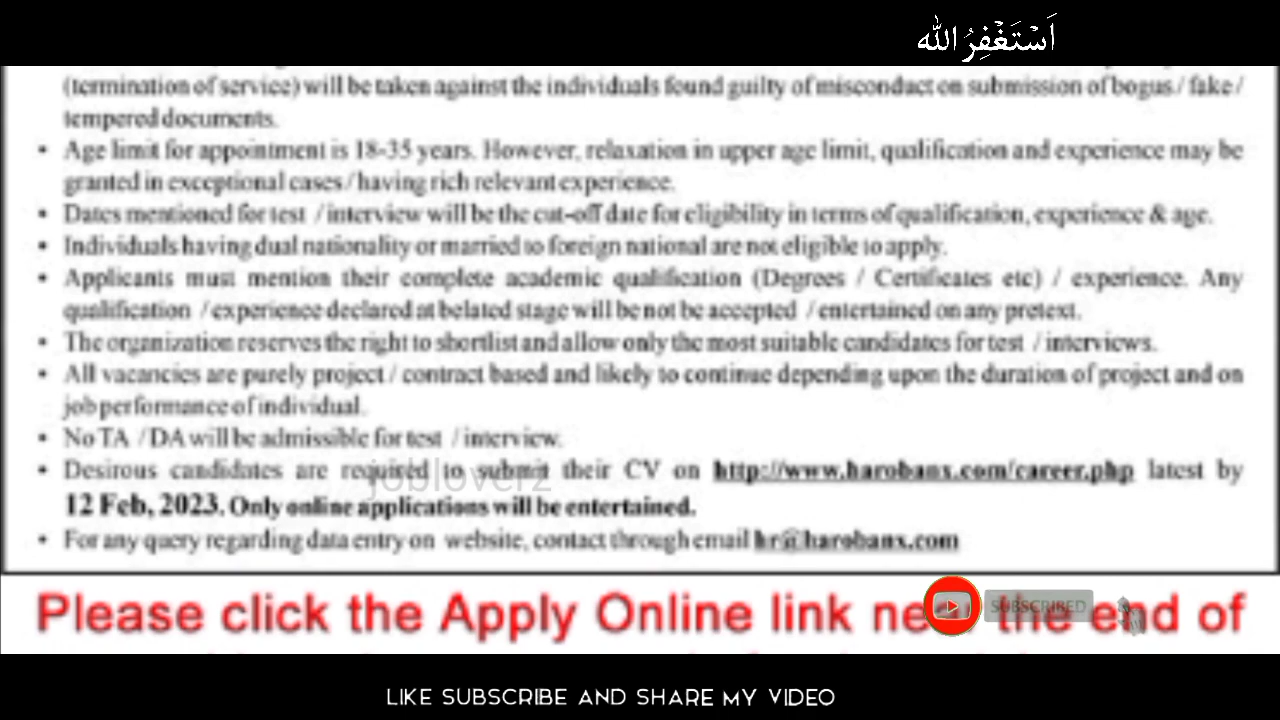 اَسْتَغْفِرُ اللّٰه
(termination of service) will be taken against the individuals found guilty of misconduct on submission of bogus / fake /
tempered documents.
• Age limit for appointment is 18-35 years. However, relaxation in upper age limit, qualification and experience may be
granted in exceptional cases / having rich relevant experience.
• Dates mentioned for test / interview will be the cut-off date for eligibility in terms of qualification, experience & age.
• Individuals having dual nationality or married to foreign national are not eligible to apply.
• Applicants must mention their complete academic qualification (Degrees / Certificates etc) / experience. Any
qualification / experience declared at belated stage will be not be accepted / entertained on any pretext.
• The organization reserves the right to shortlist and allow only the most suitable candidates for test / interviews.
• All vacancies are purely project / contract based and likely to continue depending upon the duration of project and on
job performance of individual.
• No TA / DA will be admissible for test / interview.
• Desirous candidates are required to submit their CV on http://www.harobanx.com/career.php latest by
jobloverz
12 Feb, 2023. Only online applications will be entertained.
• For any query regarding data entry on website, contact through email hr@harobanx.com
Please click the Apply Online link the end of
SUBSCRIBED
LIKE SUBSCRIBE AND SHARE MY VIDEO